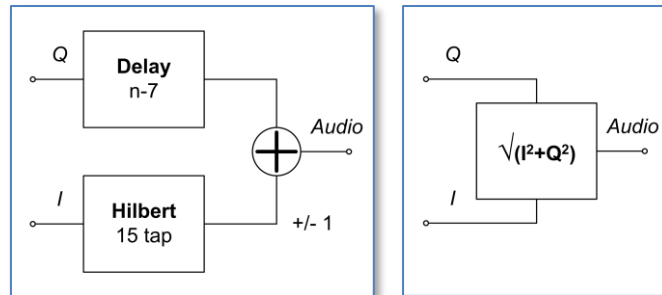 Q
Delay
n-7
Audio
I
Hilbert
15 tap
+/- 1
Q
√(I²+Q²)
Audio
I